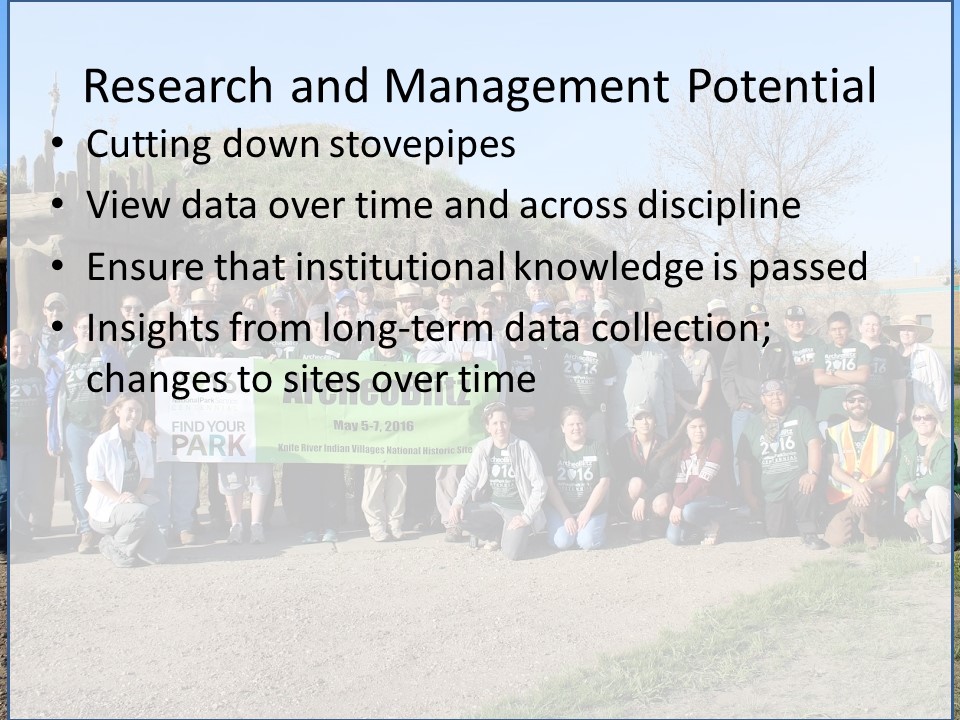 Research and Management Potential
• Cutting down stovepipes
• View data over time and across discipline
• Ensure that institutional knowledge is passed
• Insights from long-term data collection;
changes to sites over time
ArcheoBlitz
May 5-7, 2016
FIND YOUR
PARK
Knife River Indian Villages National Historic Site